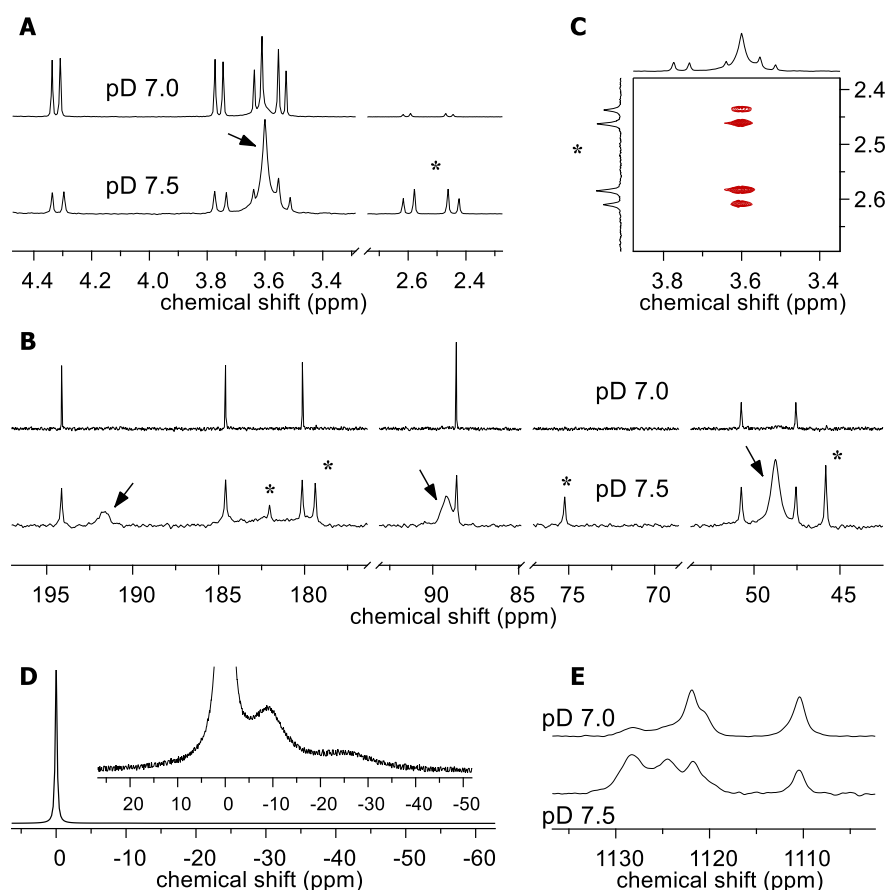 A
pD 7.0
pD 7.5
*
4.4 4.2 4.0 3.8 3.6 3.4 2.6 2.4
chemical shift (ppm)
C
*
2.4
2.5
2.6
3.8 3.6 3.4
chemical shift (ppm)
B
pD 7.0
pD 7.5
* * * *
195 190 185 180 90 85 75 70 50 45
chemical shift (ppm)
D
20 10 0 -10 -20 -30 -40 -50
0 -10 -20 -30 -40 -50 -60
chemical shift (ppm)
E
pD 7.0
pD 7.5
1130 1120 1110
chemical shift (ppm)